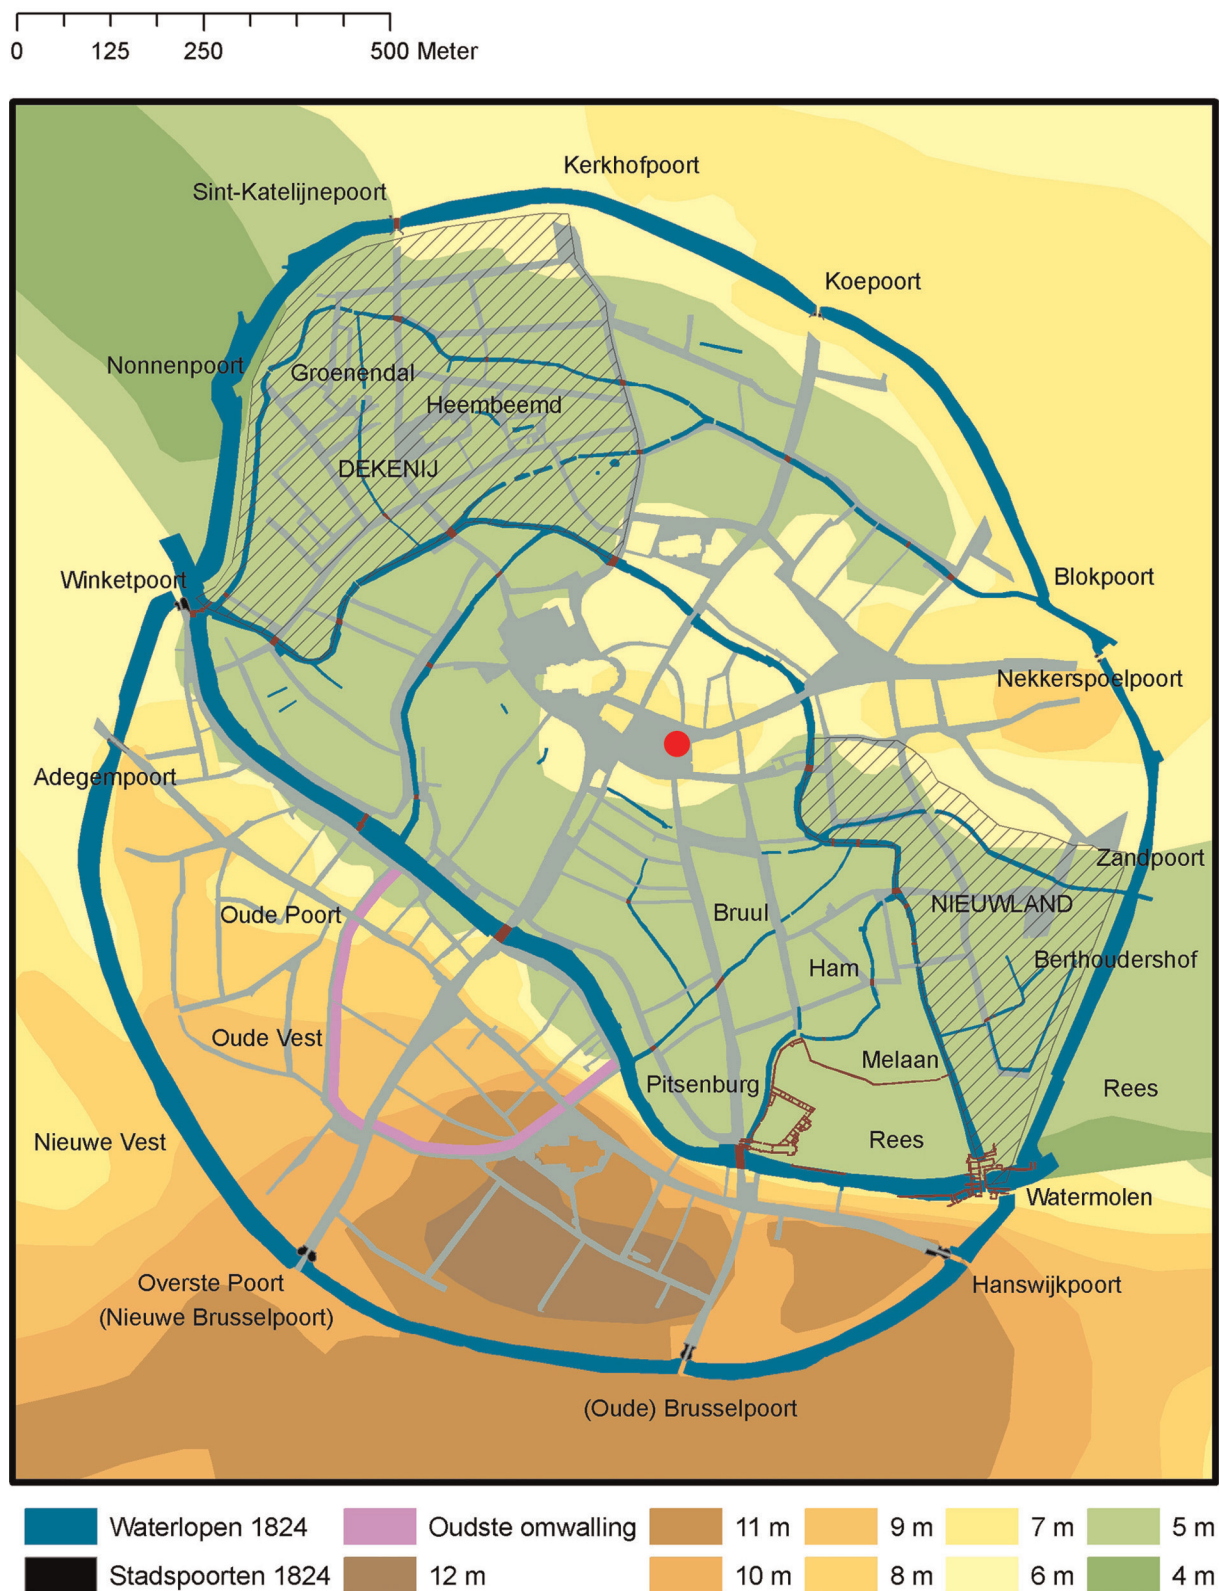 0 125 250 500 Meter
Kerkhofpoort
Sint-Katelijnepoort
Koepoort
Nonnenpoort
Groenendal
Heembeemd
DEKENIJ
Winketpoort
Blokpoort
Nekkerspoelpoort
Adegempoort
Zandpoort
Oude Poort
Bruul
NIEUWLAND
Ham
Berthoudershof
Oude Vest
Melaan
Pitsenburg
Rees
Nieuwe Vest
Rees
Watermolen
Overste Poort
(Nieuwe Brusselpoort)
Hanswijkpoort
(Oude) Brusselpoort
Waterlopen 1824 Oudste omwalling 11 m 9 m 7 m 5 m
Stadspoorten 1824 12 m 10 m 8 m 6 m 4 m